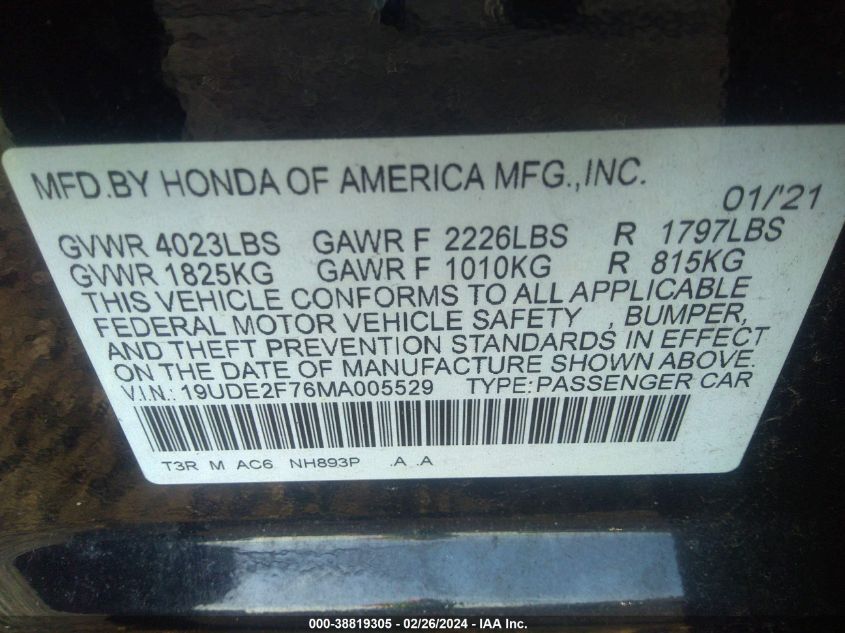 MFD.BY HONDA OF AMERICA MFG.,INC.
01/'21
GVWR 4023LBS GAWR F 2226LBS R 1797LBS
GVWR 1825KG GAWR F 1010KG R 815KG
THIS VEHICLE CONFORMS TO ALL APPLICABLE
FEDERAL MOTOR VEHICLE SAFETY , BUMPER,
AND THEFT PREVENTION STANDARDS IN EFFECT
ON THE DATE OF MANUFACTURE SHOWN ABOVE.
V.I.N.: 19UDE2F76MA005529 TYPE:PASSENGER CAR
T3R M AC6 NH893P .A .A
000-38819305 - 02/26/2024 - IAA Inc.